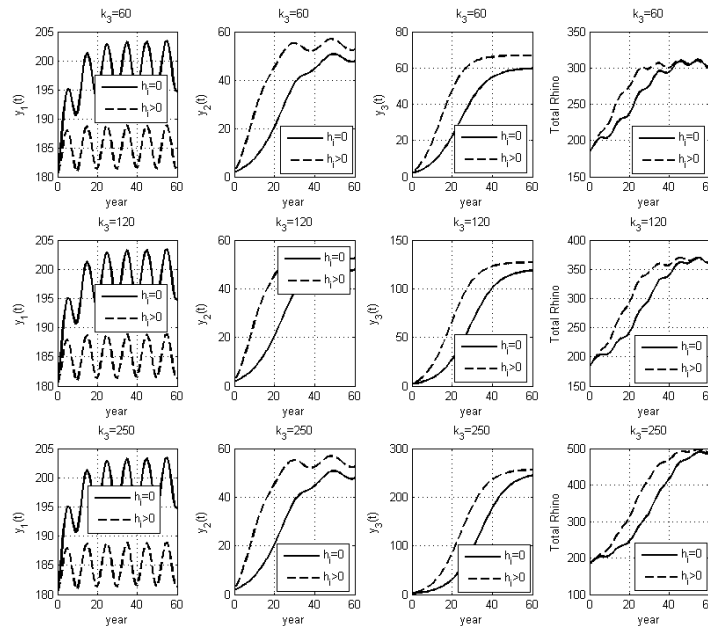 k3=60
k3=60
k3=60
k3=60
205
200
195
190
185
180
y1(t)
hi=0
hi>0
0 20 40 60
year
60
40
20
0
y2(t)
hi=0
hi>0
0 20 40 60
year
80
60
40
20
0
y3(t)
hi=0
hi>0
0 20 40 60
year
350
300
250
200
150
Total Rhino
hi=0
hi>0
0 20 40 60
year
k3=120
k3=120
k3=120
k3=120
205
200
195
190
185
180
y1(t)
hi=0
hi>0
0 20 40 60
year
60
40
20
0
y2(t)
hi=0
hi>0
0 20 40 60
year
150
100
50
0
y3(t)
hi=0
hi>0
0 20 40 60
year
400
350
300
250
200
150
Total Rhino
hi=0
hi>0
0 20 40 60
year
k3=250
k3=250
k3=250
k3=250
205
200
195
190
185
180
y1(t)
hi=0
hi>0
0 20 40 60
year
60
40
20
0
y2(t)
hi=0
hi>0
0 20 40 60
year
300
200
100
0
y3(t)
hi=0
hi>0
0 20 40 60
year
500
400
300
200
100
Total Rhino
hi=0
hi>0
0 20 40 60
year